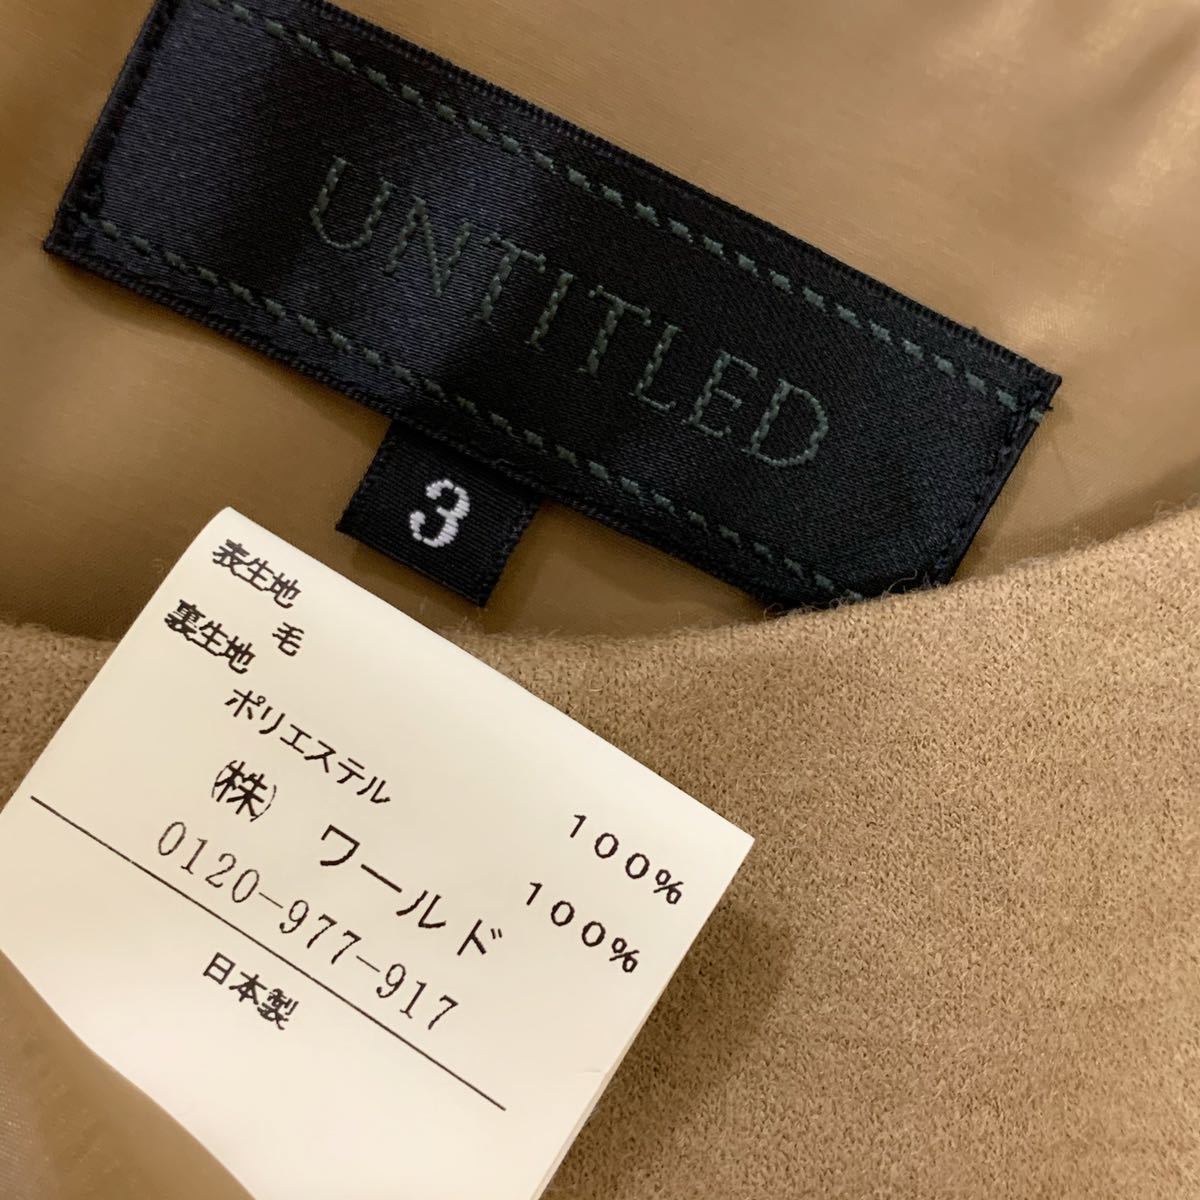 UNTITLED
3
表生地
毛 100%
裏生地
ポリエステル 100%
㈱ ワールド
0120-977-917
日本製